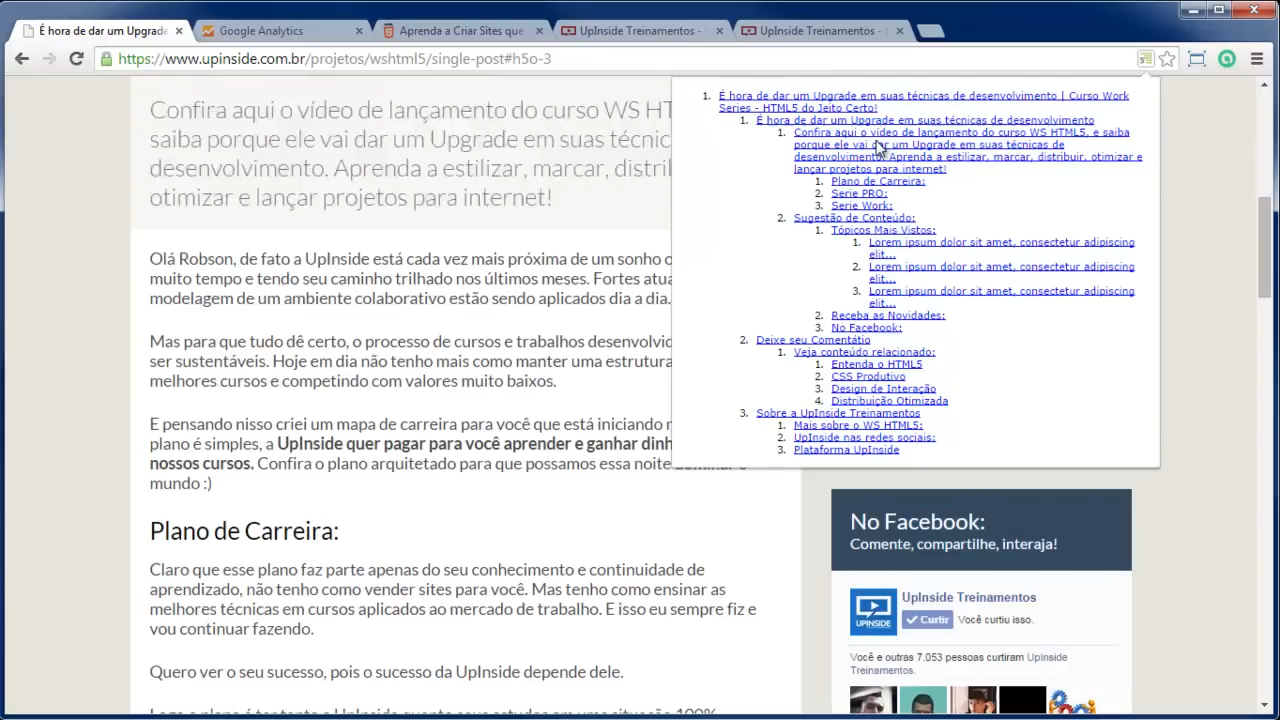 É hora de dar um Upgrade
Google Analytics
Aprenda a Criar Sites que
UpInside Treinamentos -
UpInside Treinamentos -
https://www.upinside.com.br/projetos/wshtml5/single-post#h5o-3
Confira aqui o vídeo de lançamento do curso WS HT
saiba porque ele vai dar um Upgrade em suas técnic
desenvolvimento. Aprenda a estilizar, marcar, distril
otimizar e lançar projetos para internet!
Olá Robson, de fato a UpInside está cada vez mais próxima de um sonho o
muito tempo e tendo seu caminho trilhado nos últimos meses. Fortes atua
modelagem de um ambiente colaborativo estão sendo aplicados dia a dia.
Mas para que tudo dê certo, o processo de cursos e trabalhos desenvolvid
ser sustentáveis. Hoje em dia não tenho mais como manter uma estrutura
melhores cursos e competindo com valores muito baixos.
E pensando nisso criei um mapa de carreira para você que está iniciando n
plano é simples, a UpInside quer pagar para você aprender e ganhar dinh
nossos cursos. Confira o plano arquitetado para que possamos essa noite dominar o
mundo :)
Plano de Carreira:
Claro que esse plano faz parte apenas do seu conhecimento e continuidade de
aprendizado, não tenho como vender sites para você. Mas tenho como ensinar as
melhores técnicas em cursos aplicados ao mercado de trabalho. E isso eu sempre fiz e
vou continuar fazendo.
Quero ver o seu sucesso, pois o sucesso da UpInside depende dele.
1. É hora de dar um Upgrade em suas técnicas de desenvolvimento | Curso Work
Series - HTML5 do Jeito Certo!
1. É hora de dar um Upgrade em suas técnicas de desenvolvimento
1. Confira aqui o vídeo de lançamento do curso WS HTML5, e saiba
porque ele vai dar um Upgrade em suas técnicas de
desenvolvimento. Aprenda a estilizar, marcar, distribuir, otimizar e
lançar projetos para internet!
1. Plano de Carreira:
2. Serie PRO:
3. Serie Work:
2. Sugestão de Conteúdo:
1. Tópicos Mais Vistos:
1. Lorem ipsum dolor sit amet, consectetur adipiscing
elit...
2. Lorem ipsum dolor sit amet, consectetur adipiscing
elit...
3. Lorem ipsum dolor sit amet, consectetur adipiscing
elit...
2. Receba as Novidades:
3. No Facebook:
2. Deixe seu Comentátio
1. Veja conteúdo relacionado:
1. Entenda o HTML5
2. CSS Produtivo
3. Design de Interação
4. Distribuição Otimizada
3. Sobre a UpInside Treinamentos
1. Mais sobre o WS HTML5:
2. UpInside nas redes sociais:
3. Plataforma UpInside
No Facebook:
Comente, compartilhe, interaja!
UPINSIDE
UpInside Treinamentos
Curtir Você curtiu isso.
Você e outras 7.053 pessoas curtiram UpInside
Treinamentos.